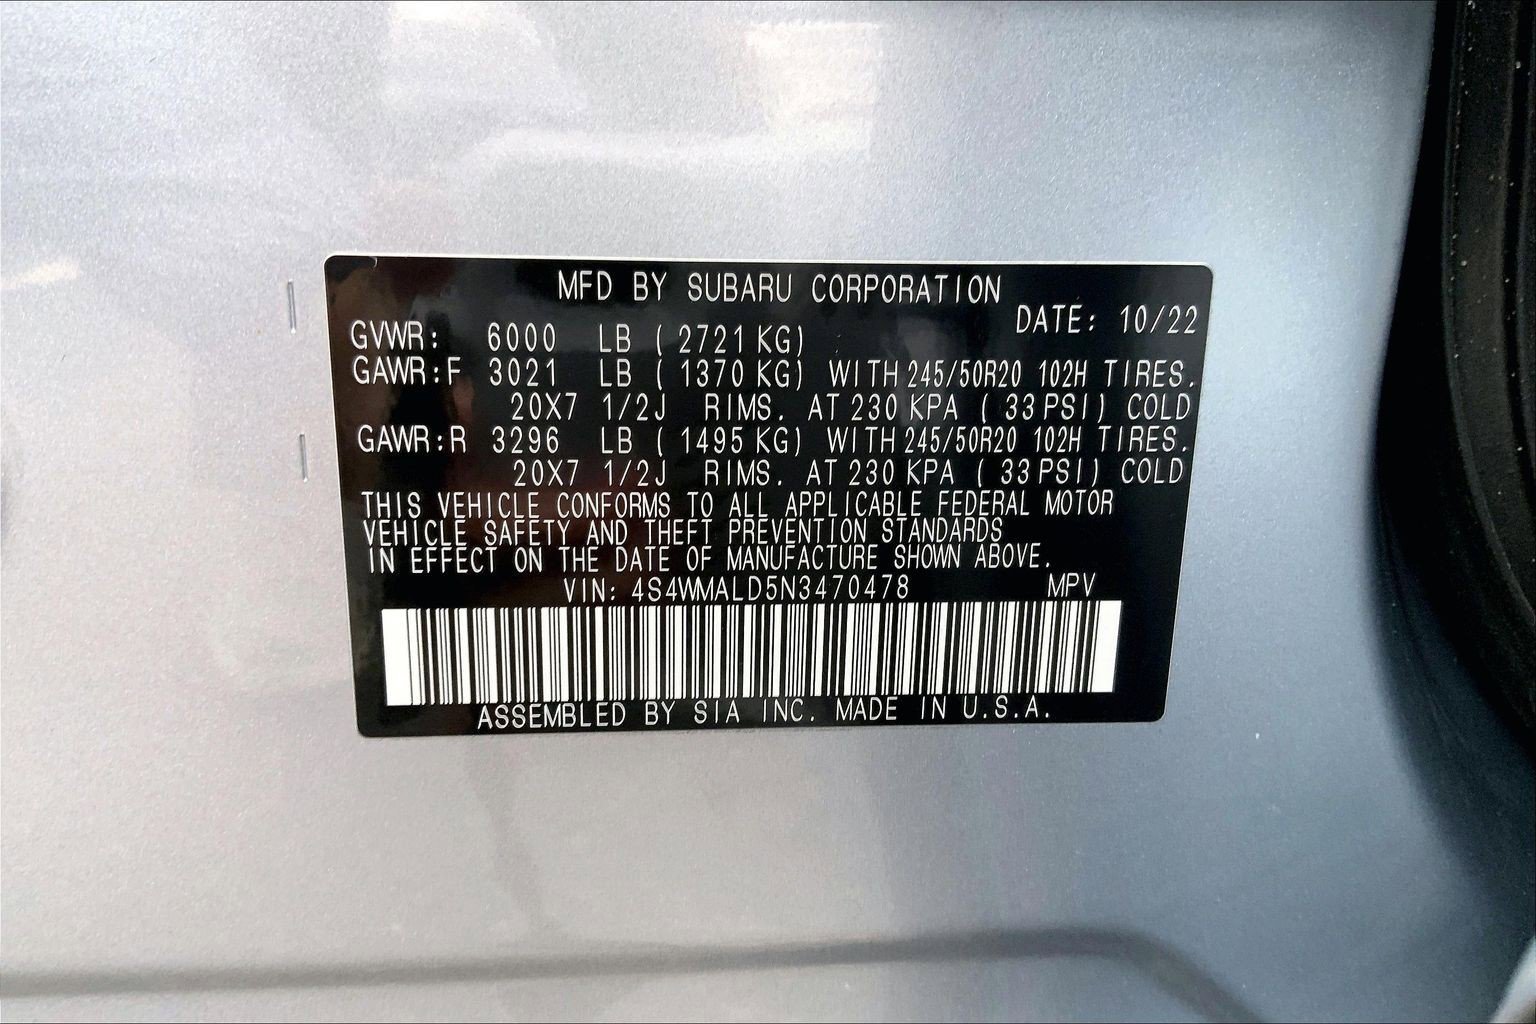 MFD BY SUBARU CORPORATION
DATE: 10/22
GVWR: 6000 LB ( 2721 KG)
GAWR:F 3021 LB ( 1370 KG) WITH 245/50R20 102H TIRES.
20X7 1/2J RIMS. AT 230 KPA ( 33 PSI) COLD
GAWR:R 3296 LB ( 1495 KG) WITH 245/50R20 102H TIRES.
20X7 1/2J RIMS. AT 230 KPA ( 33 PSI) COLD
THIS VEHICLE CONFORMS TO ALL APPLICABLE FEDERAL MOTOR
VEHICLE SAFETY AND THEFT PREVENTION STANDARDS
IN EFFECT ON THE DATE OF MANUFACTURE SHOWN ABOVE.
VIN: 4S4WMALD5N3470478 MPV
ASSEMBLED BY SIA INC. MADE IN U.S.A.